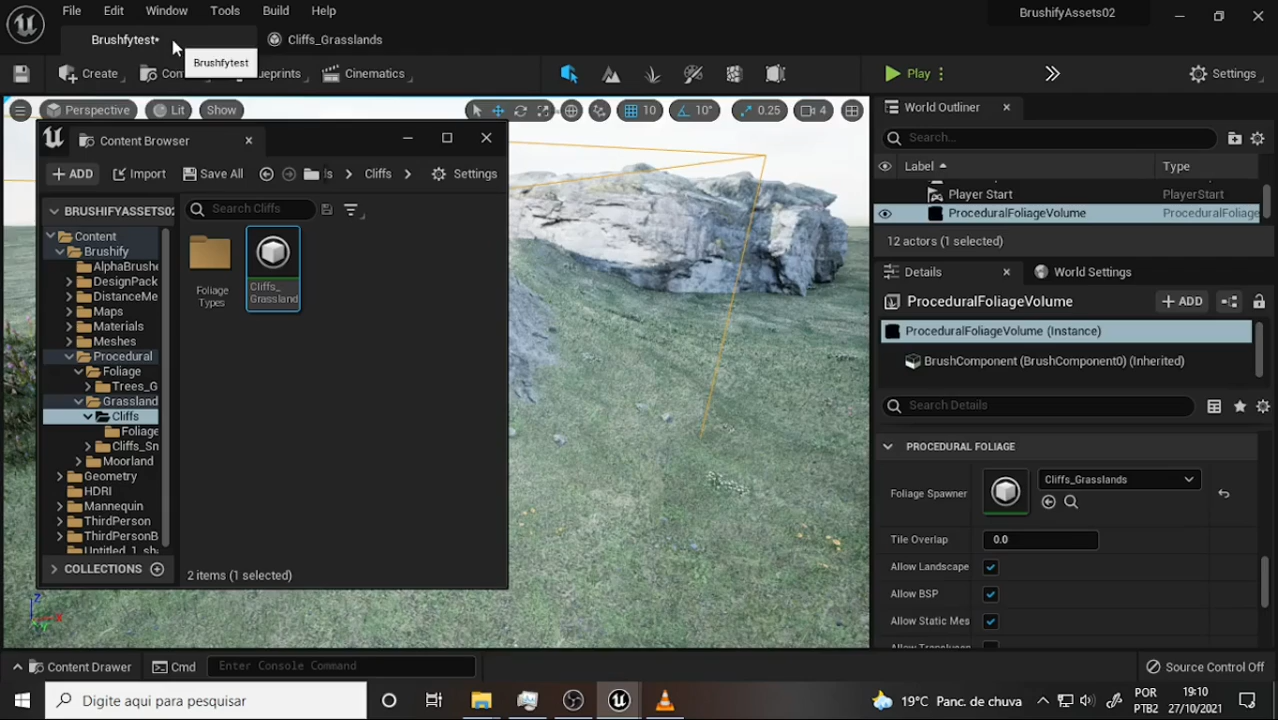 File Edit Window Tools Build Help
BrushifyAssets02
Brushfytest•
Cliffs_Grasslands
Brushfytest
Create
Cinematics
Play
Settings
Perspective
Lit
Show
10
10°
0.25
4
World Outliner
Search...
Label
Type
Player Start
PlayerStart
ProceduralFoliageVolume
ProceduralFoliage
12 actors (1 selected)
Content Browser
ADD
Import
Save All
Cliffs
Settings
BRUSHIFYASSETS02
Search Cliffs
Content
Brushify
AlphaBrushe
DesignPack
DistanceMe
Maps
Materials
Meshes
Procedural
Foliage
Trees_G
Grassland
Cliffs
Foliage
Cliffs_Sn
Moorland
Geometry
HDRI
Mannequin
ThirdPerson
ThirdPersonB
Untitled_1_sha
COLLECTIONS
Foliage
Types
Cliffs_
Grassland
2 items (1 selected)
Details
World Settings
ProceduralFoliageVolume
ADD
ProceduralFoliageVolume (Instance)
BrushComponent (BrushComponent0) (Inherited)
Search Details
PROCEDURAL FOLIAGE
Foliage Spawner
Cliffs_Grasslands
Tile Overlap
0.0
Allow Landscape
Allow BSP
Allow Static Mes
Content Drawer
Cmd
Enter Console Command
Source Control Off
Digite aqui para pesquisar
19°C Panc. de chuva
POR
PTB2
19:10
27/10/2021